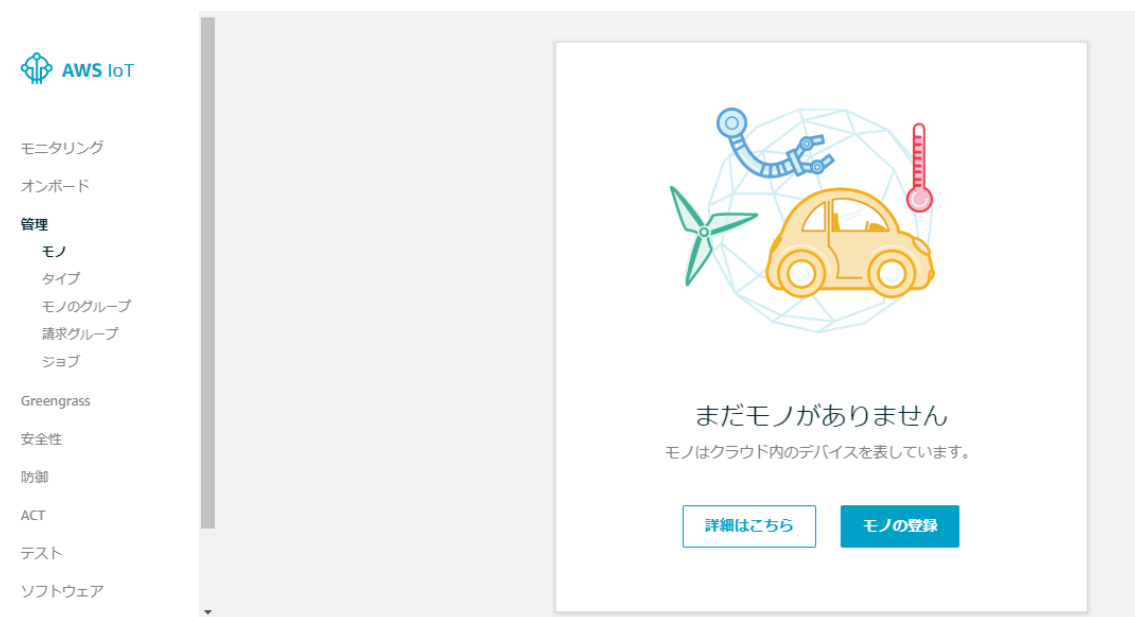 AWS IoT
モニタリング
オンボード
管理
モノ
タイプ
モノのグループ
請求グループ
ジョブ
Greengrass
安全性
防御
ACT
テスト
ソフトウェア
まだモノがありません
モノはクラウド内のデバイスを表しています。
詳細はこちら
モノの登録